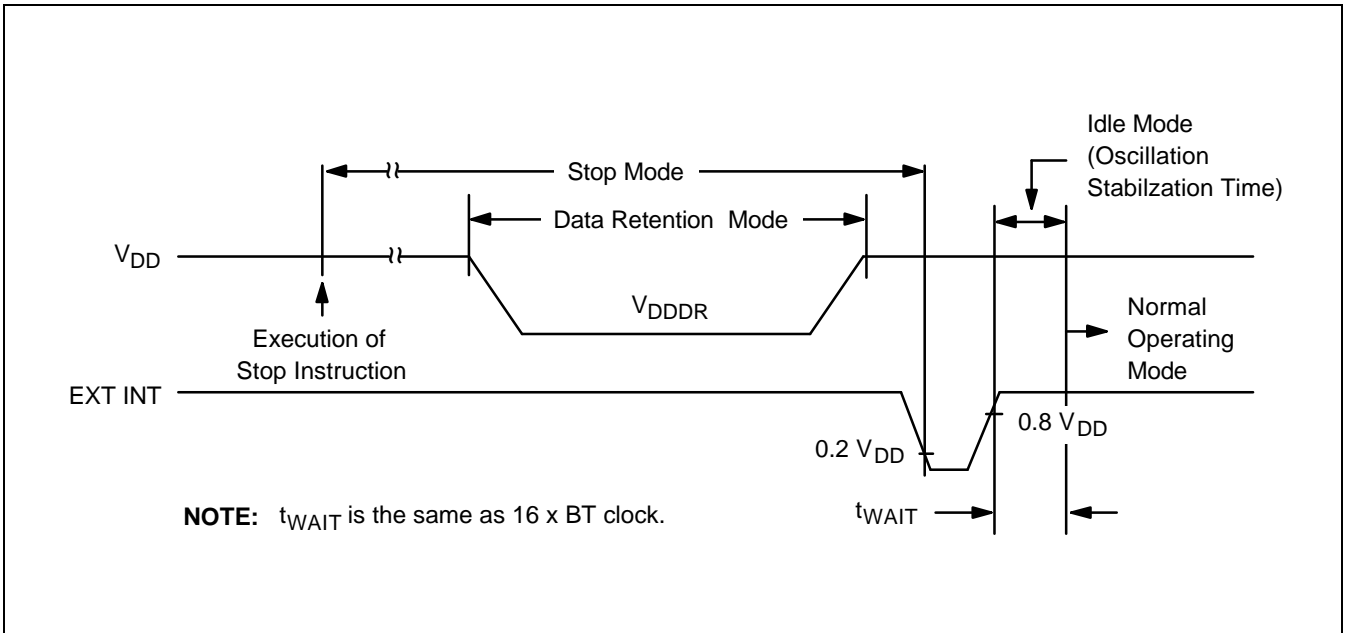 Idle Mode
(Oscillation
Stabilzation Time)
Stop Mode
Data Retention Mode
VDD
VDDDR
Execution of
Stop Instruction
Normal
Operating
Mode
EXT INT
0.8 VDD
0.2 VDD
NOTE: tWAIT is the same as 16 x BT clock.
tWAIT